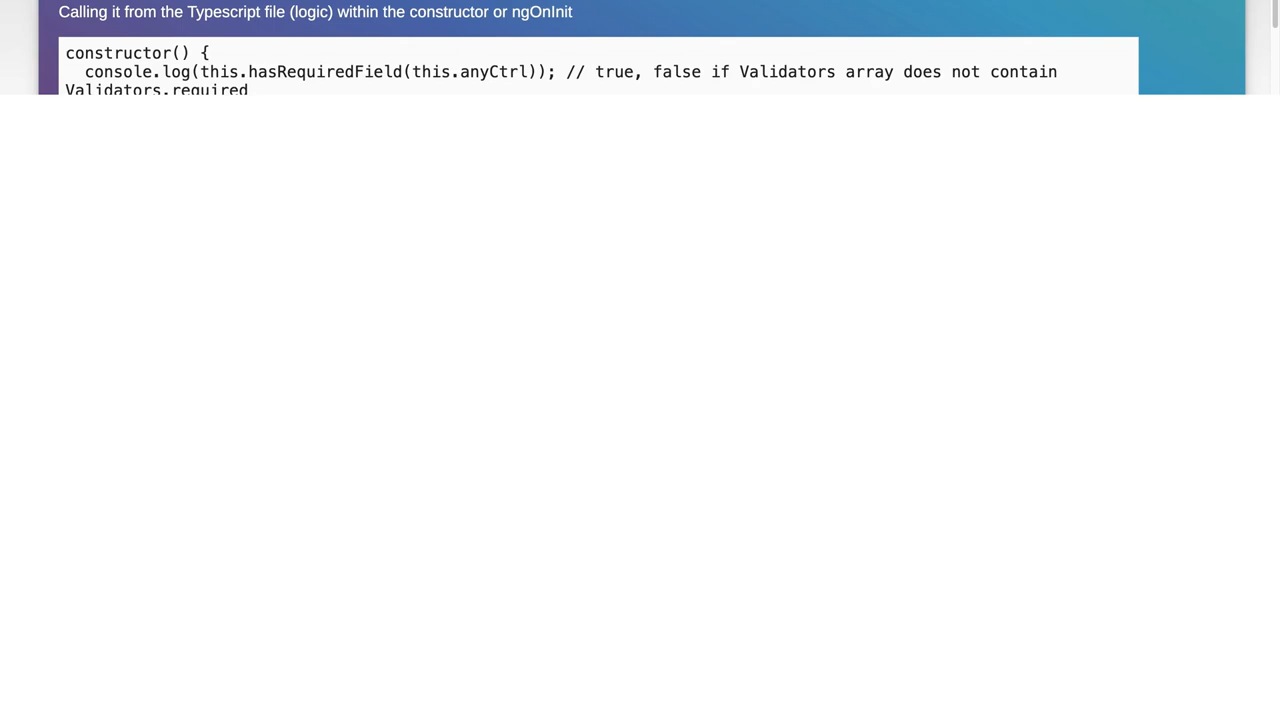 Calling it from the Typescript file (logic) within the constructor or ngOnInit
constructor() {
  console.log(this.hasRequiredField(this.anyCtrl)); // true, false if Validators array does not contain
Validators.required